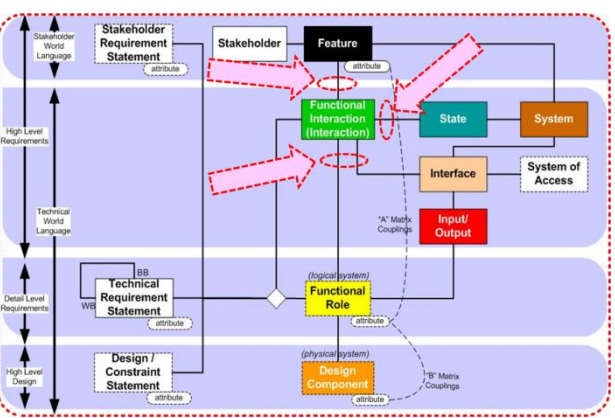 Stakeholder
World
Language
Stakeholder
Requirement
Statement
attribute
Stakeholder
Feature
attribute
High Level
Requirements
Functional
Interaction
(Interaction)
State
System
Interface
System of
Access
Technical
World
Language
"A" Matrix
Couplings
Input/
Output
Detail Level
Requirements
BB
WB
Technical
Requirement
Statement
attribute
(logical system)
Functional
Role
attribute
High Level
Design
Design /
Constraint
Statement
attribute
(physical system)
Design
Component
attribute
"B" Matrix
Couplings